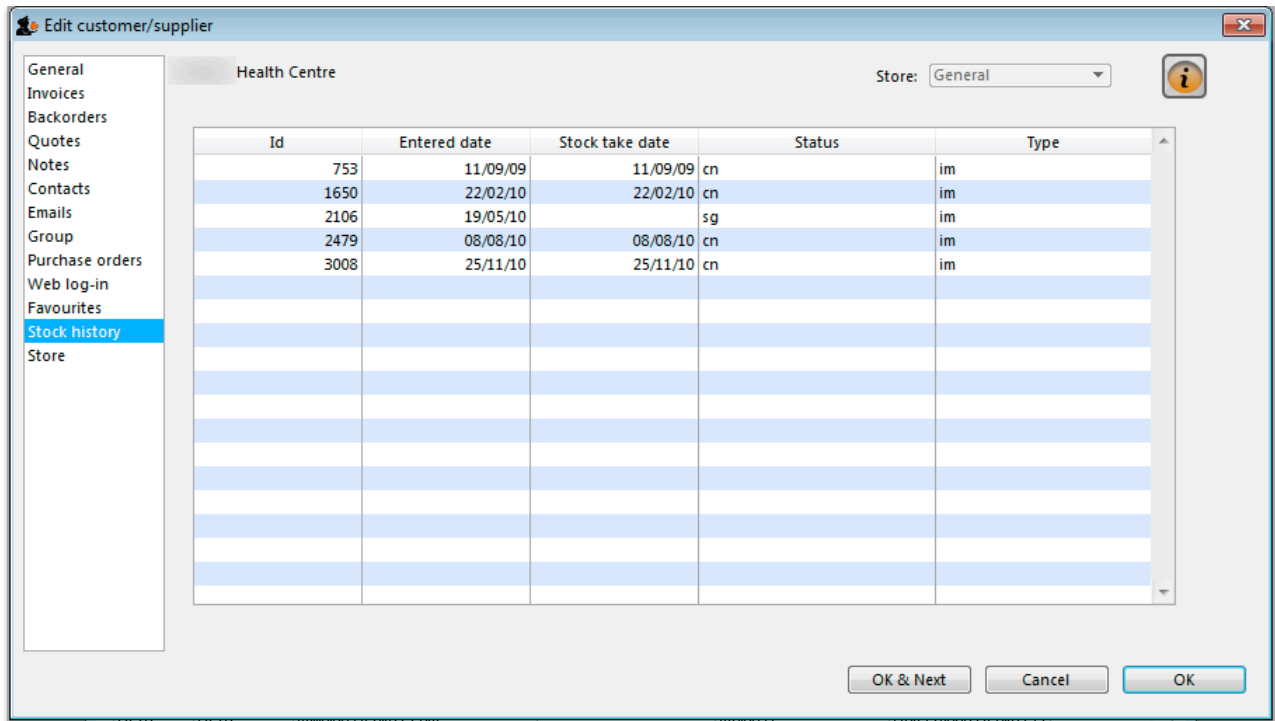 Edit customer/supplier
General
Invoices
Backorders
Quotes
Notes
Contacts
Emails
Group
Purchase orders
Web log-in
Favourites
Stock history
Store
Health Centre
Store: General
Id Entered date Stock take date Status Type
753 11/09/09 11/09/09 cn im
1650 22/02/10 22/02/10 cn im
2106 19/05/10 sg im
2479 08/08/10 08/08/10 cn im
3008 25/11/10 25/11/10 cn im
OK & Next Cancel OK